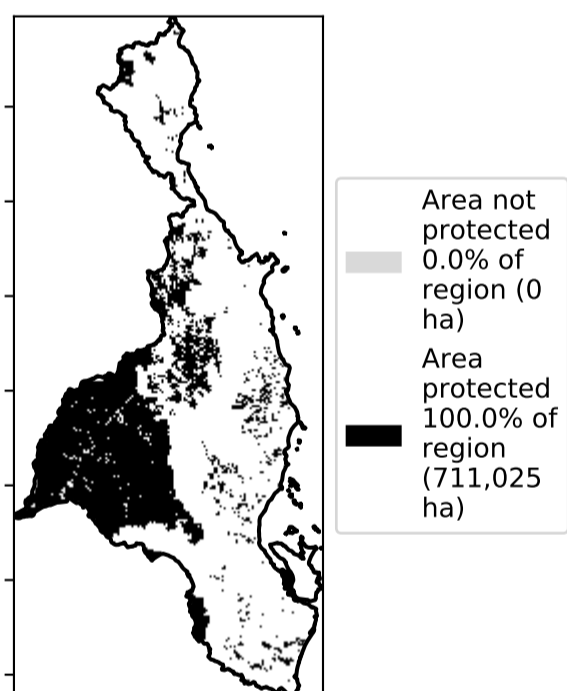 Area not
protected
0.0% of
region (0
ha)
Area
protected
100.0% of
region
(711,025
ha)